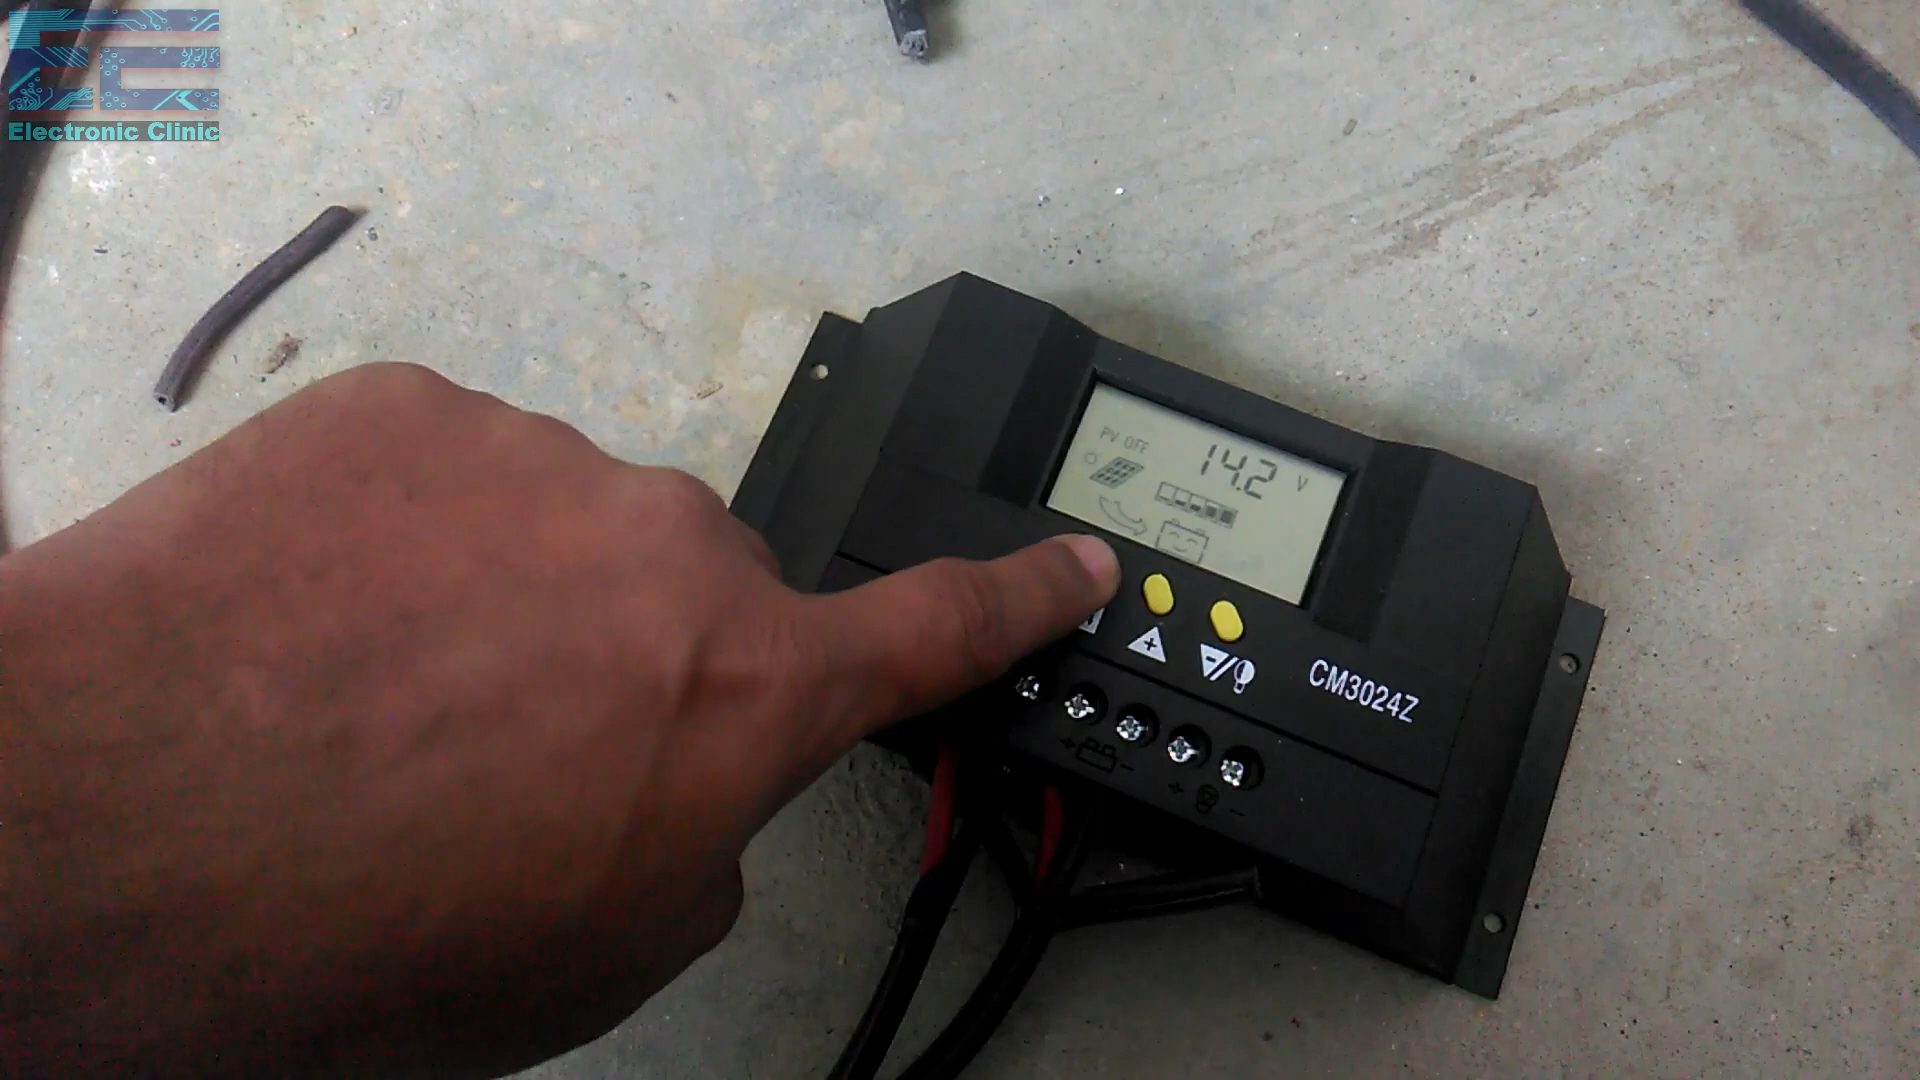 Electronic Clinic
PV OFF
14.2 V
+
-/
CM3024Z
+ -
+ -